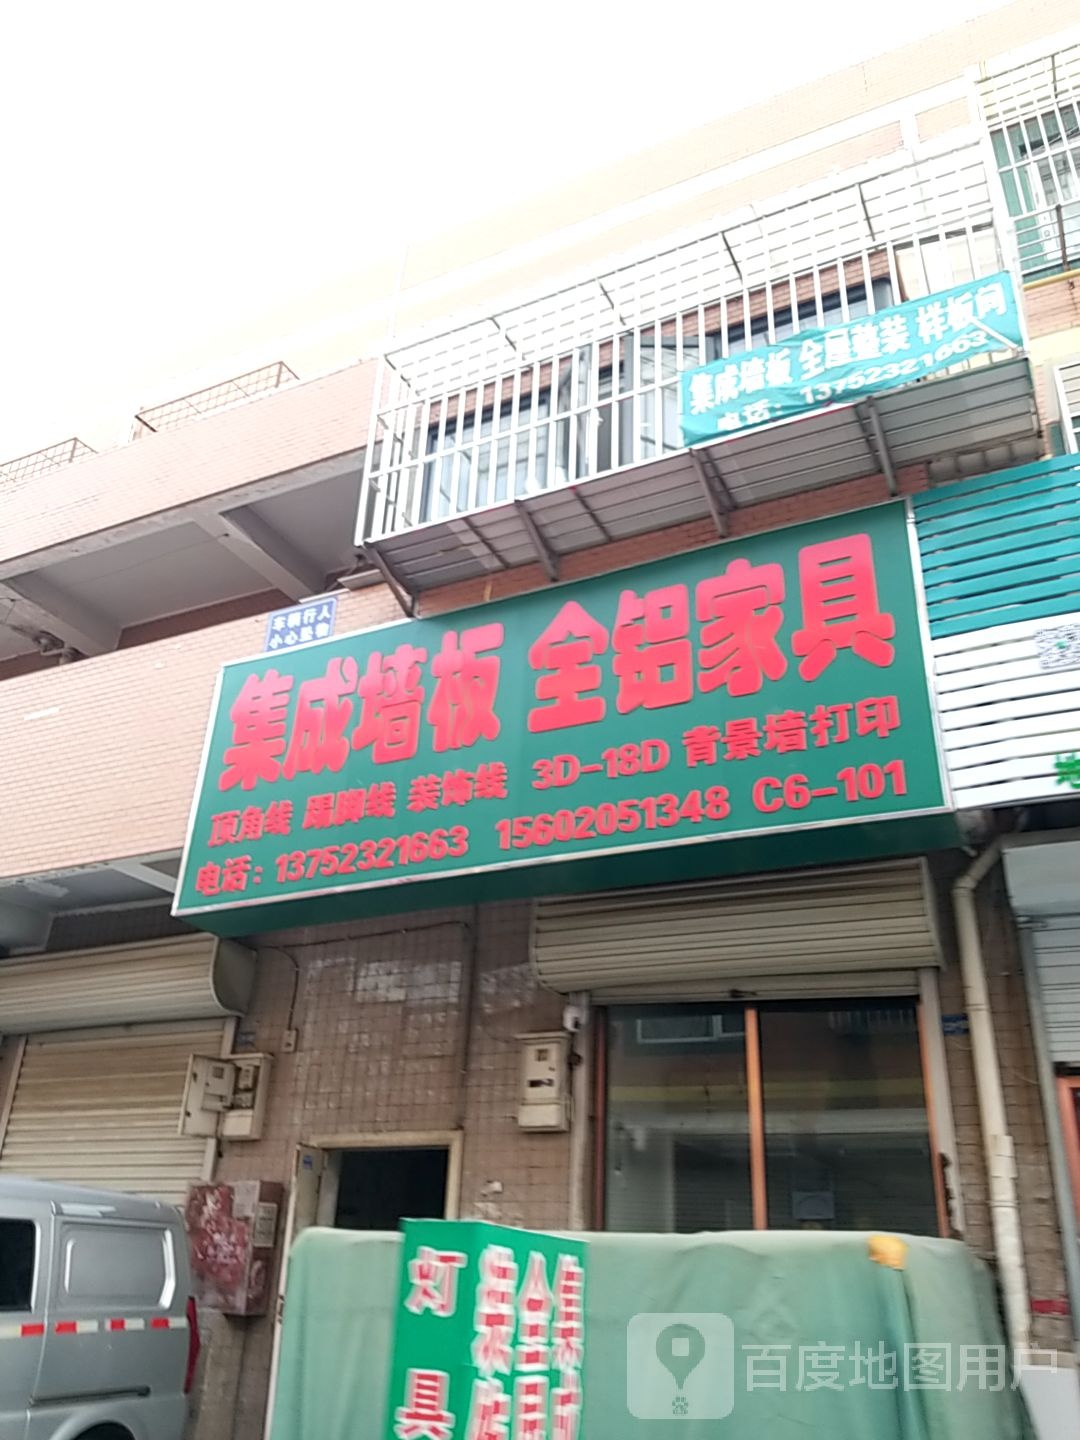 集成墙板 全屋整装 样板间
电话：13752321663
车辆行人
小心坠物
集成墙板 全铝家具
顶角线 踢脚线 装饰线 3D-18D 背景墙打印
电话：13752321663 15602051348 C6-101
灯具
百度地图用户